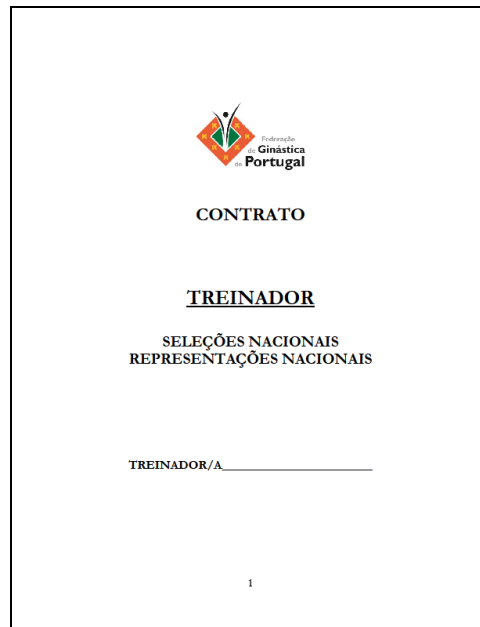 Federação
de Ginástica
de Portugal
CONTRATO
TREINADOR
SELEÇÕES NACIONAIS
REPRESENTAÇÕES NACIONAIS
TREINADOR/A_______________________
1